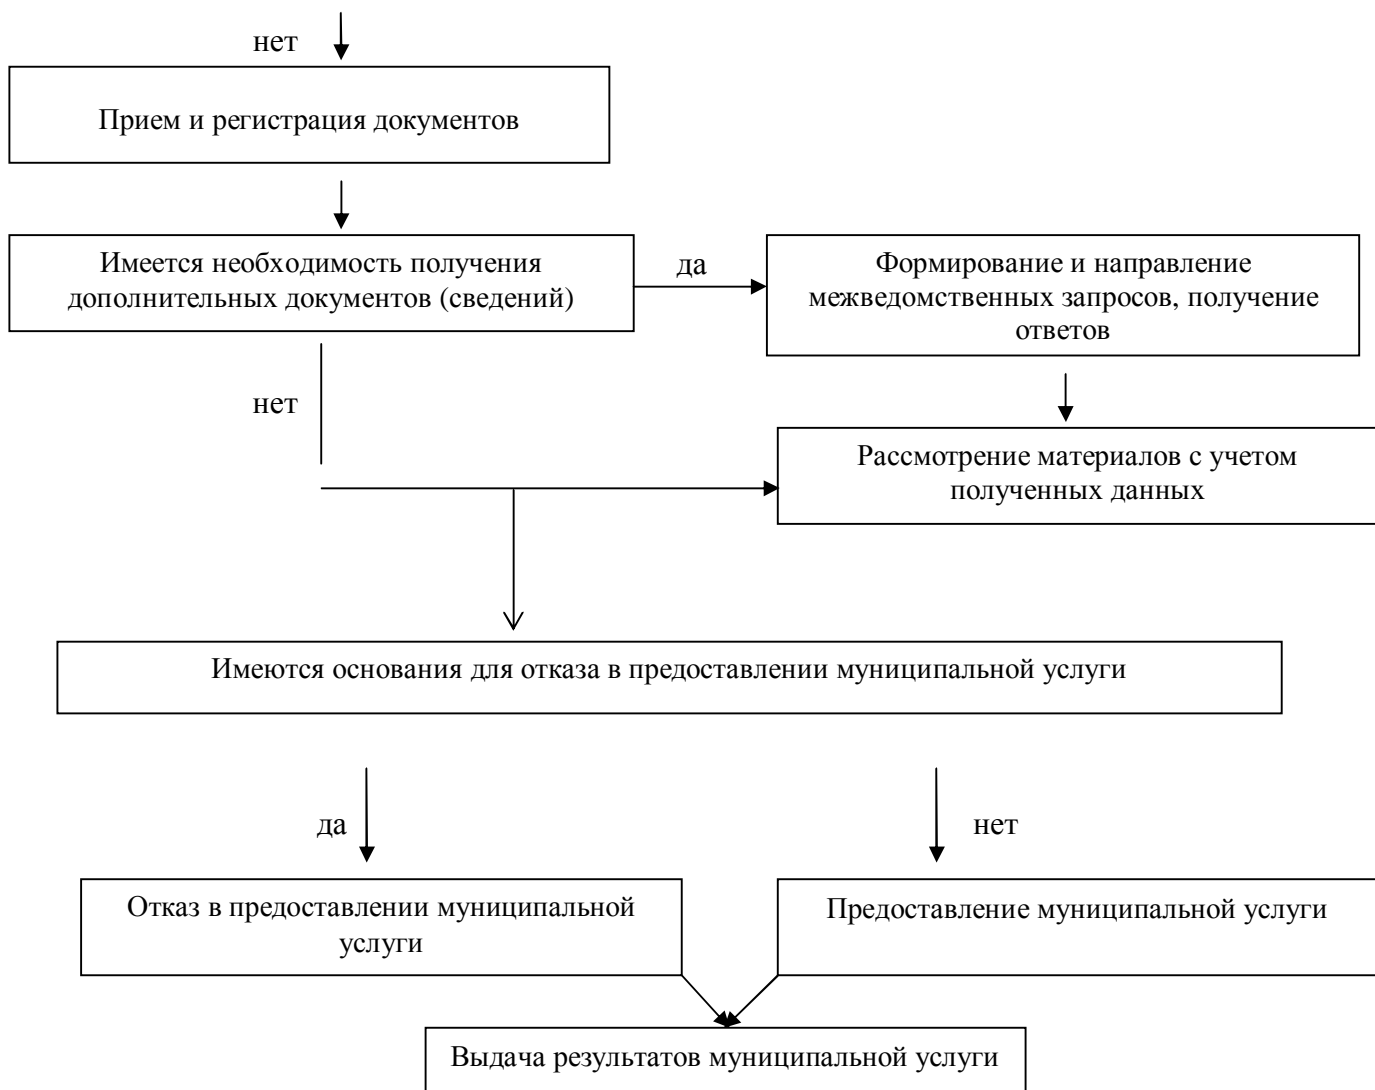 нет
Прием и регистрация документов
Имеется необходимость получения
дополнительных документов (сведений)
да
Формирование и направление
межведомственных запросов, получение
ответов
нет
Рассмотрение материалов с учетом
полученных данных
Имеются основания для отказа в предоставлении муниципальной услуги
да
нет
Отказ в предоставлении муниципальной
услуги
Предоставление муниципальной услуги
Выдача результатов муниципальной услуги